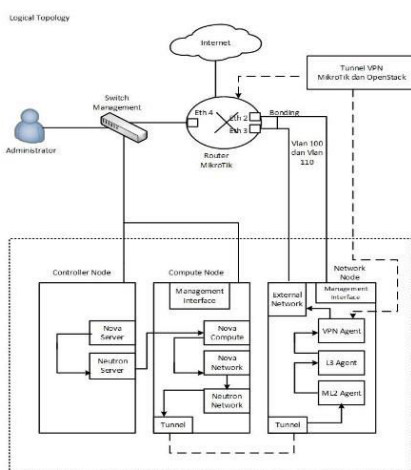 Logical Topology
Internet
Tunnel VPN
MikroTik dan OpenStack
Switch
Management
Eth 4
Eth 2
Eth 3
Bonding
Administrator
Router
MikroTik
Vlan 100
dan Vlan
110
Controller Node
Compute Node
Network
Node
Management
Interface
External
Network
Management
Interface
Nova
Server
Nova
Compute
VPN Agent
Neutron
Server
Nova
Network
L3 Agent
Neutron
Network
ML2 Agent
Tunnel
Tunnel